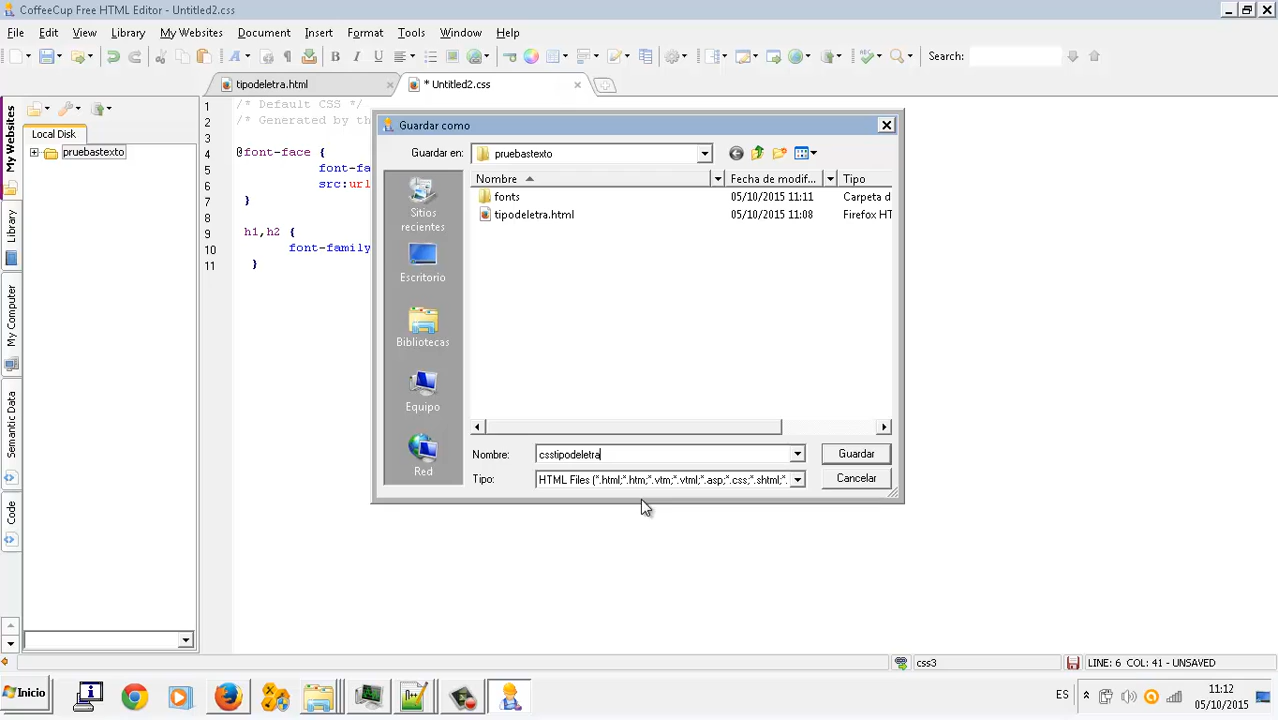 CoffeeCup Free HTML Editor - Untitled2.css
File Edit View Library My Websites Document Insert Format Tools Window Help
Search:
tipodeletra.html
* Untitled2.css
My Websites
Library
My Computer
Semantic Data
Code
Local Disk
pruebastexto
1 /* Default CSS */
2 /* Generated by th
3
4 @font-face {
5 font-fa
6 src:url
7 }
8
9 h1,h2 {
10 font-family
11 }
Guardar como
Guardar en: pruebastexto
Sitios
recientes
Escritorio
Bibliotecas
Equipo
Red
Nombre Fecha de modif... Tipo
fonts 05/10/2015 11:11 Carpeta d
tipodeletra.html 05/10/2015 11:08 Firefox HT
Nombre: csstipodeletra Guardar
Tipo: HTML Files (*.html;*.htm;*.vtm;*.vtml;*.asp;*.css;*.shtml;*. Cancelar
css3 LINE: 6 COL: 41 - UNSAVED
Inicio
N++
ES
11:12
05/10/2015